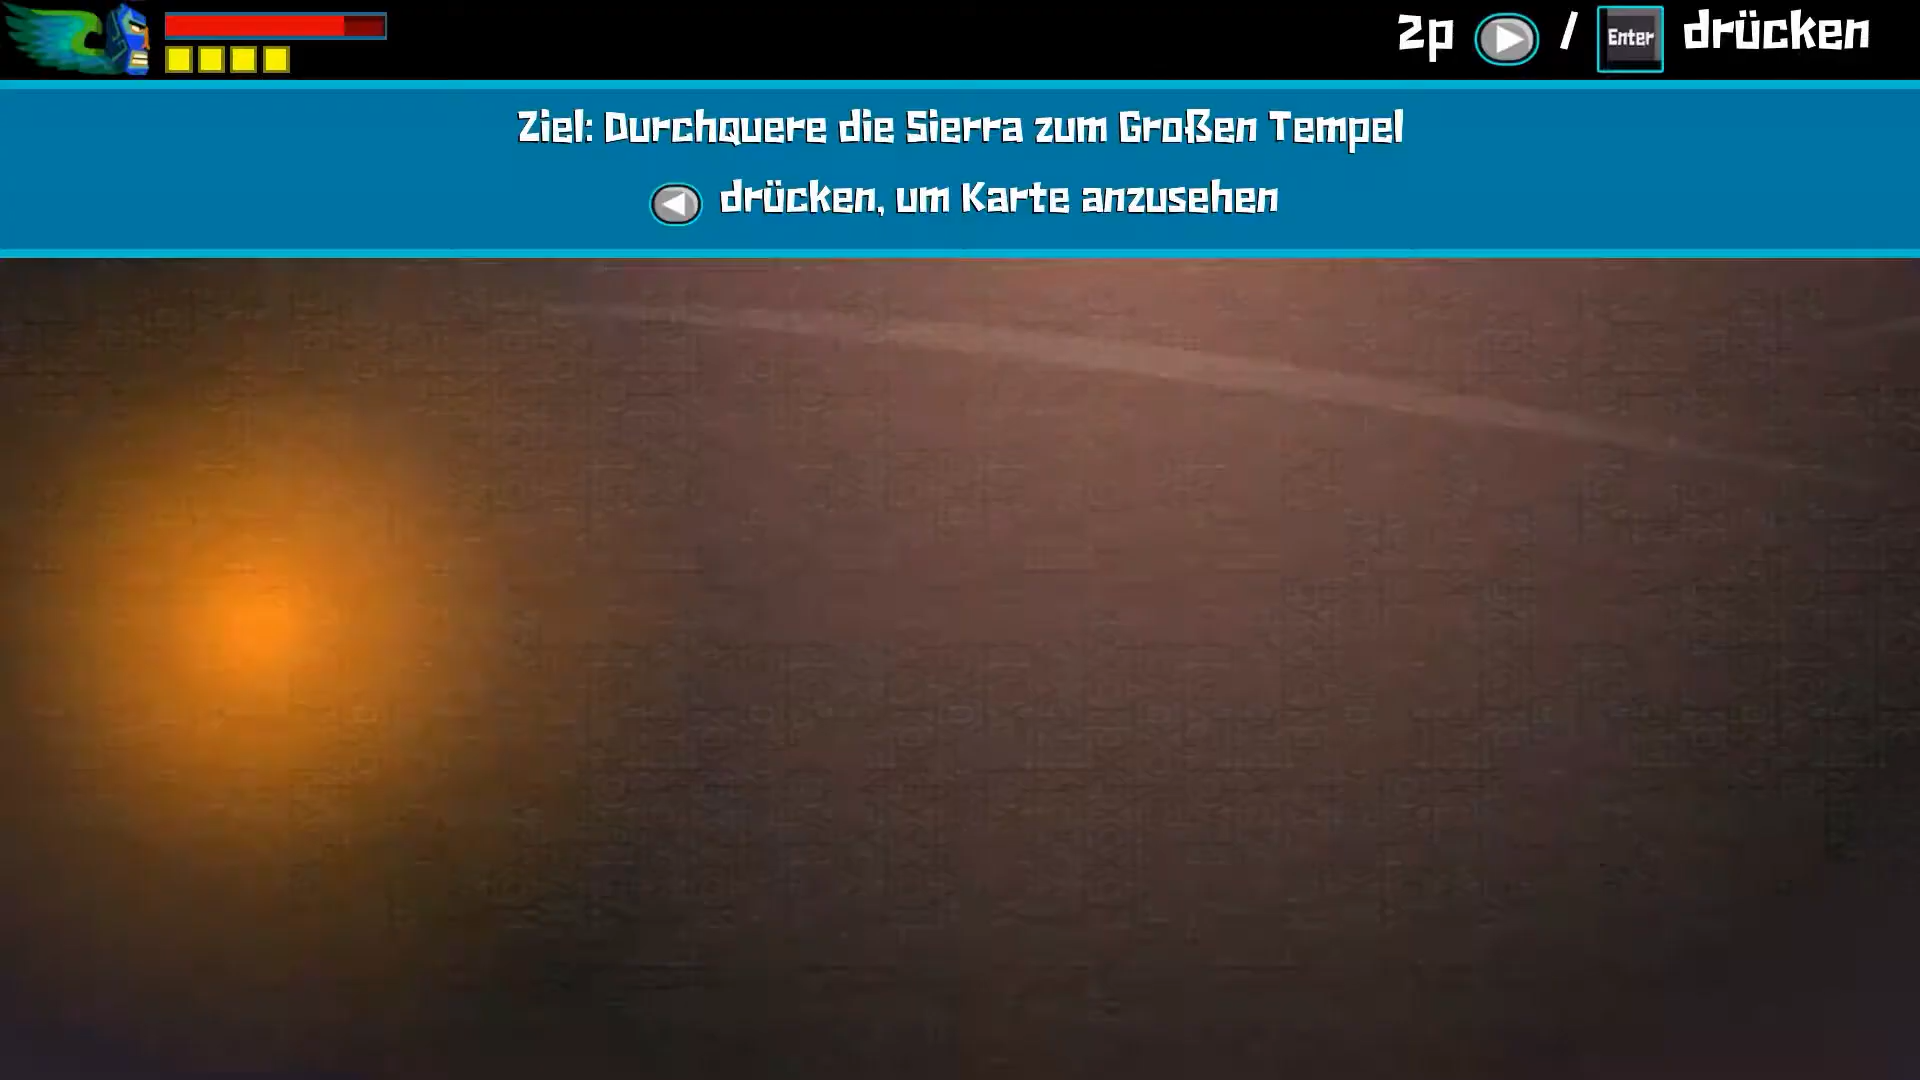 2p / Enter drücken
Ziel: Durchquere die Sierra zum Großen Tempel
drücken, um Karte anzusehen